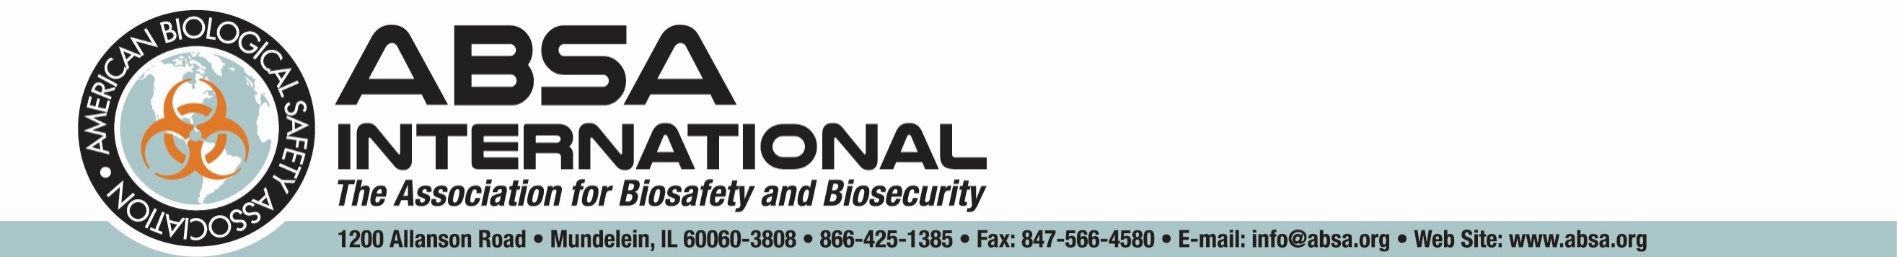 AMERICAN BIOLOGICAL SAFETY ASSOCIATION •
ABSA
INTERNATIONAL
The Association for Biosafety and Biosecurity
1200 Allanson Road • Mundelein, IL 60060-3808 • 866-425-1385 • Fax: 847-566-4580 • E-mail: info@absa.org • Web Site: www.absa.org